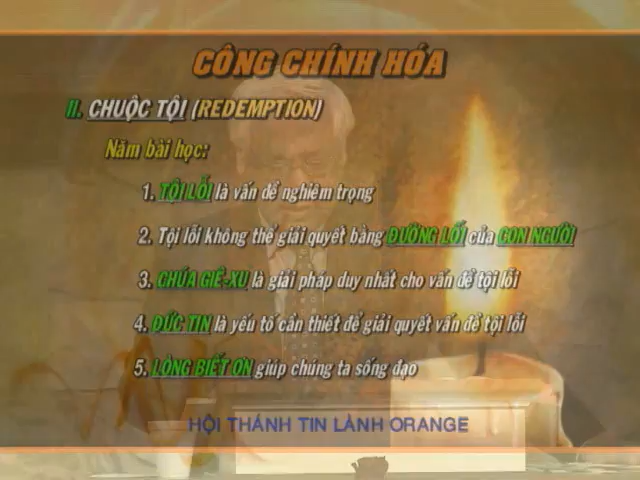 CÔNG CHÍNH HÓA
II. CHUỘC TỘI (REDEMPTION)
Năm bài học:
1. TỘI LỖI là vấn để nghiêm trọng
2. Tội lỗi không thể giải quyết bằng ĐƯỜNG LỐI của CON NGƯỜI
3. CHÚA GIÊ-XU là giải pháp duy nhất cho vấn để tội lỗi
4. ĐỨC TIN là yếu tố cần thiết để giải quyết vấn để tội lỗi
5. LÒNG BIẾT ƠN giúp chúng ta sống đạo
HỘI THÁNH TIN LÀNH ORANGE